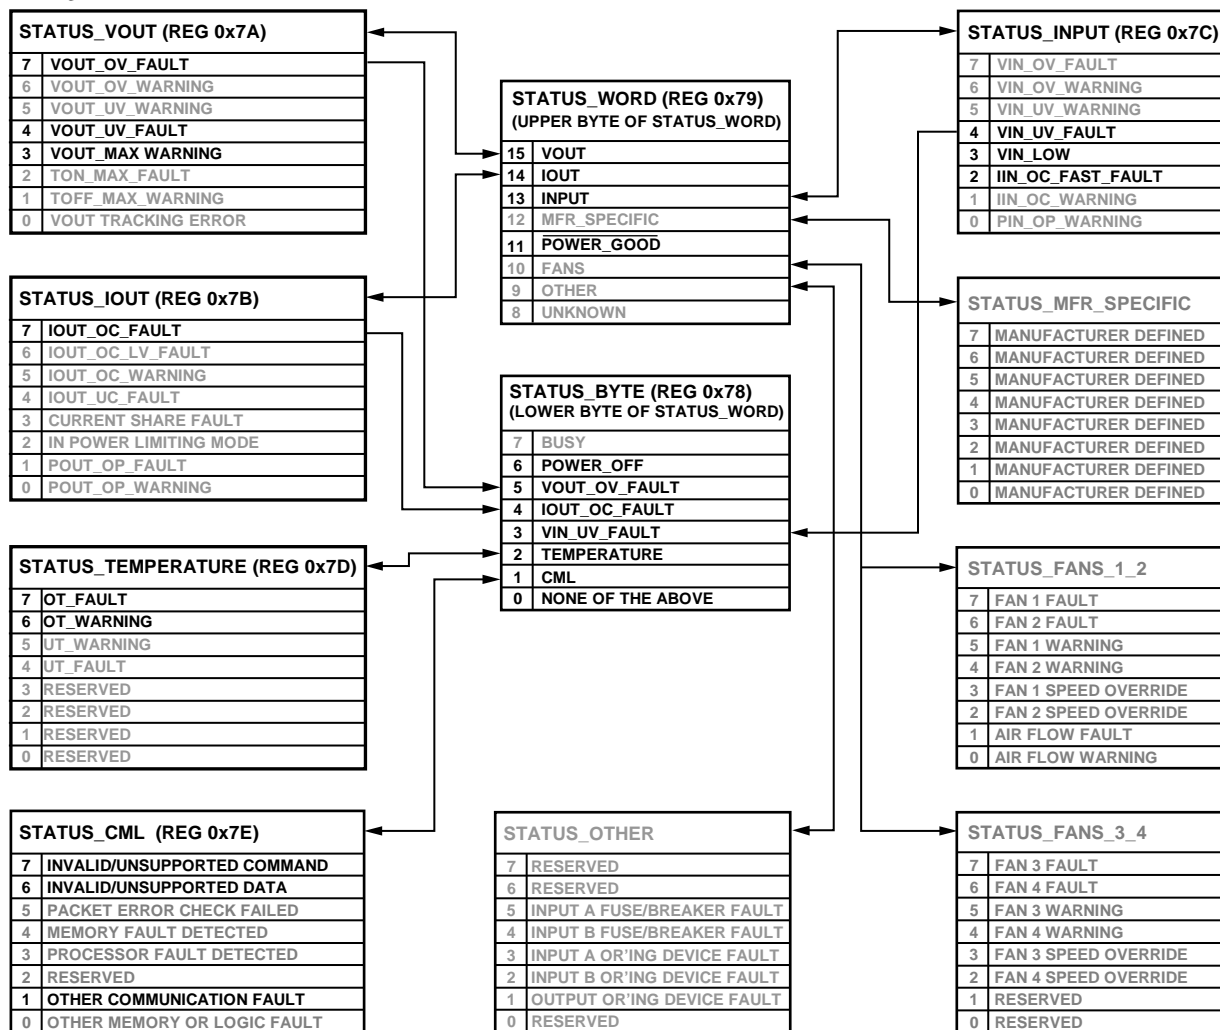 STATUS_VOUT (REG 0x7A)
7 VOUT_OV_FAULT
6 VOUT_OV_WARNING
5 VOUT_UV_WARNING
4 VOUT_UV_FAULT
3 VOUT_MAX WARNING
2 TON_MAX_FAULT
1 TOFF_MAX_WARNING
0 VOUT TRACKING ERROR
STATUS_IOUT (REG 0x7B)
7 IOUT_OC_FAULT
6 IOUT_OC_LV_FAULT
5 IOUT_OC_WARNING
4 IOUT_UC_FAULT
3 CURRENT SHARE FAULT
2 IN POWER LIMITING MODE
1 POUT_OP_FAULT
0 POUT_OP_WARNING
STATUS_TEMPERATURE (REG 0x7D)
7 OT_FAULT
6 OT_WARNING
5 UT_WARNING
4 UT_FAULT
3 RESERVED
2 RESERVED
1 RESERVED
0 RESERVED
STATUS_CML (REG 0x7E)
7 INVALID/UNSUPPORTED COMMAND
6 INVALID/UNSUPPORTED DATA
5 PACKET ERROR CHECK FAILED
4 MEMORY FAULT DETECTED
3 PROCESSOR FAULT DETECTED
2 RESERVED
1 OTHER COMMUNICATION FAULT
0 OTHER MEMORY OR LOGIC FAULT
STATUS_WORD (REG 0x79)
(UPPER BYTE OF STATUS_WORD)
15 VOUT
14 IOUT
13 INPUT
12 MFR_SPECIFIC
11 POWER_GOOD
10 FANS
9 OTHER
8 UNKNOWN
STATUS_BYTE (REG 0x78)
(LOWER BYTE OF STATUS_WORD)
7 BUSY
6 POWER_OFF
5 VOUT_OV_FAULT
4 IOUT_OC_FAULT
3 VIN_UV_FAULT
2 TEMPERATURE
1 CML
0 NONE OF THE ABOVE
STATUS_OTHER
7 RESERVED
6 RESERVED
5 INPUT A FUSE/BREAKER FAULT
4 INPUT B FUSE/BREAKER FAULT
3 INPUT A OR'ING DEVICE FAULT
2 INPUT B OR'ING DEVICE FAULT
1 OUTPUT OR'ING DEVICE FAULT
0 RESERVED
STATUS_INPUT (REG 0x7C)
7 VIN_OV_FAULT
6 VIN_OV_WARNING
5 VIN_UV_WARNING
4 VIN_UV_FAULT
3 VIN_LOW
2 IIN_OC_FAST_FAULT
1 IIN_OC_WARNING
0 PIN_OP_WARNING
STATUS_MFR_SPECIFIC
7 MANUFACTURER DEFINED
6 MANUFACTURER DEFINED
5 MANUFACTURER DEFINED
4 MANUFACTURER DEFINED
3 MANUFACTURER DEFINED
2 MANUFACTURER DEFINED
1 MANUFACTURER DEFINED
0 MANUFACTURER DEFINED
STATUS_FANS_1_2
7 FAN 1 FAULT
6 FAN 2 FAULT
5 FAN 1 WARNING
4 FAN 2 WARNING
3 FAN 1 SPEED OVERRIDE
2 FAN 2 SPEED OVERRIDE
1 AIR FLOW FAULT
0 AIR FLOW WARNING
STATUS_FANS_3_4
7 FAN 3 FAULT
6 FAN 4 FAULT
5 FAN 3 WARNING
4 FAN 4 WARNING
3 FAN 3 SPEED OVERRIDE
2 FAN 4 SPEED OVERRIDE
1 RESERVED
0 RESERVED